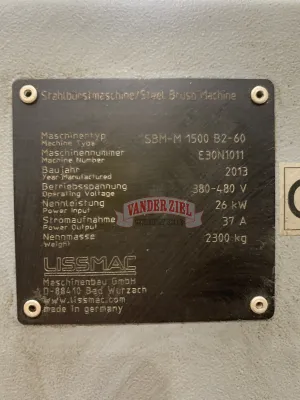 Stahlbürstmaschine/Steel Brush Machine
Maschinentyp SBM-M 1500 B2-60
Machine Type
Maschinennummer E30N1011
Machine Number
Baujahr 2013
Year Manufactured
Betriebsspannung 380-480 V
Operating Voltage
Nennleistung 26 kW
Power Input
VANDER ZIEL
Stromaufnahme 37 A
Power Output
Nennmasse 2300 kg
Weight
LISSMAC
Maschinenbau GmbH
D-88410 Bad Wurzach
www.lissmac.com
made in germany